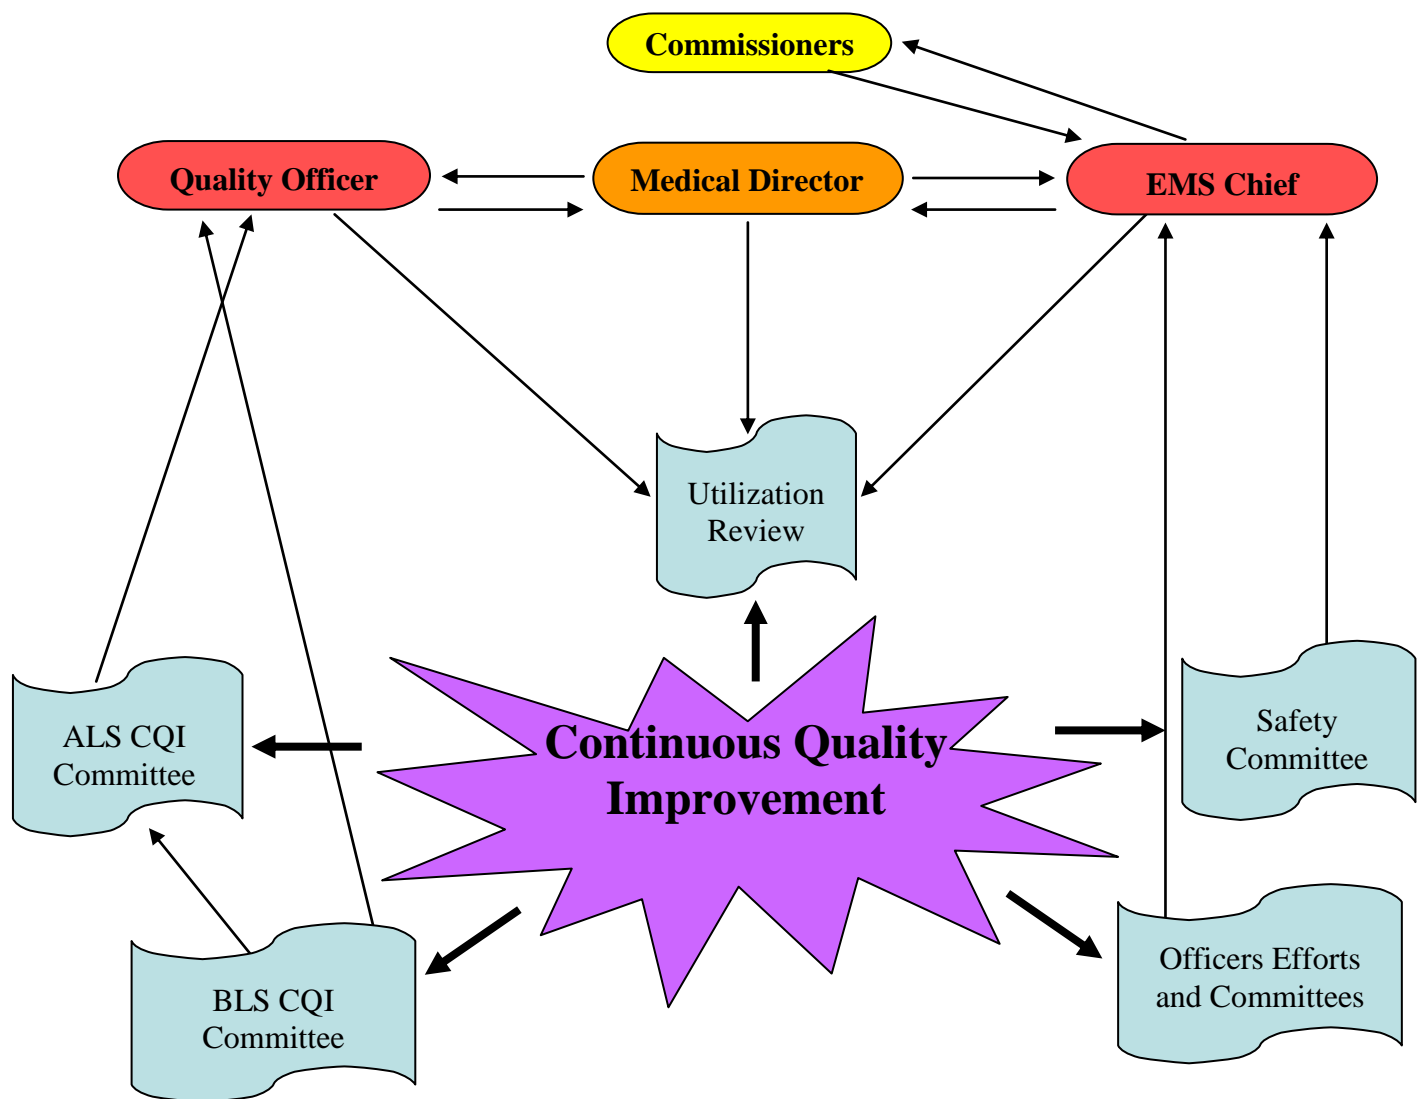 Commissioners
Quality Officer
Medical Director
EMS Chief
Utilization
Review
Continuous Quality
Improvement
ALS CQI
Committee
Safety
Committee
BLS CQI
Committee
Officers Efforts
and Committees